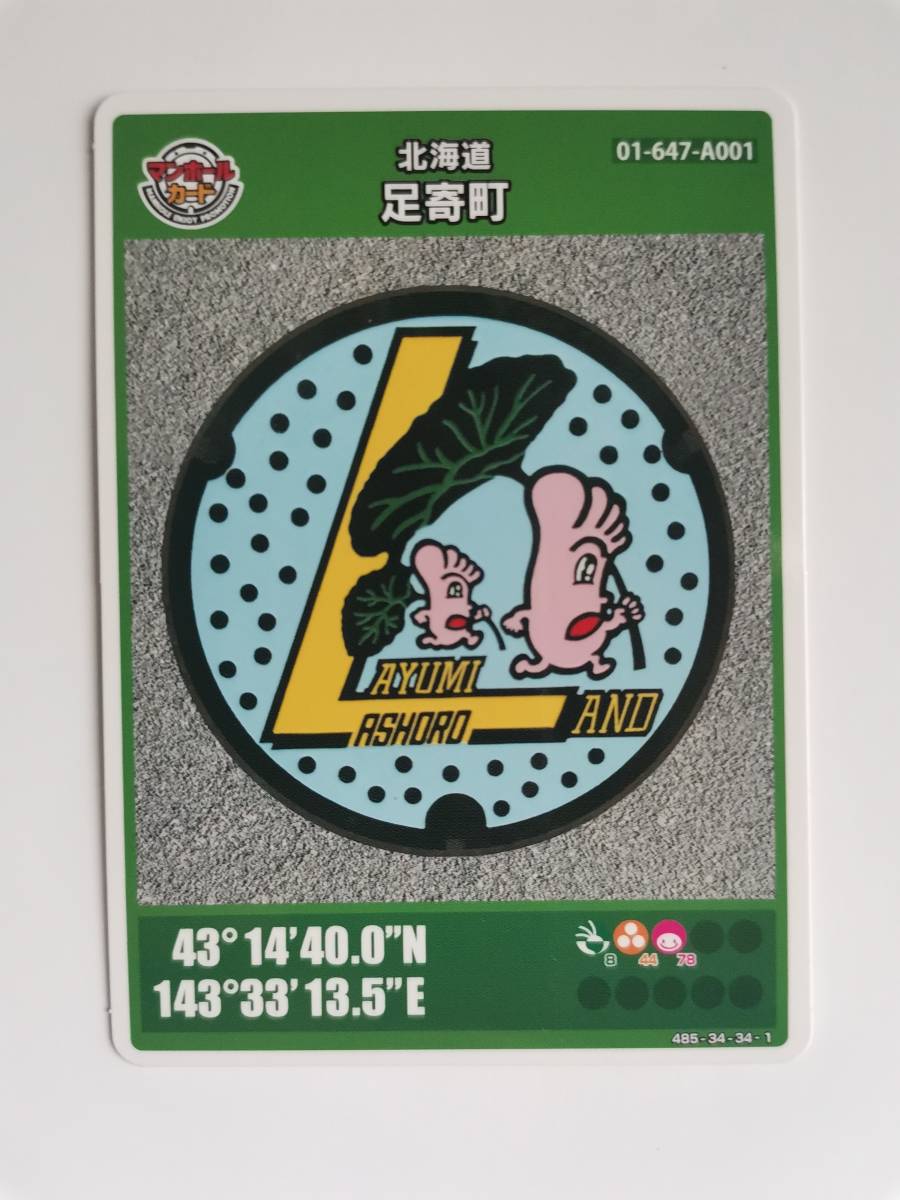 マンホール
カード
北海道
足寄町
01-647-A001
AYUMI
ASHORO
L
AND
43°14'40.0"N
143°33'13.5"E
8
44
78
485-34-34-1